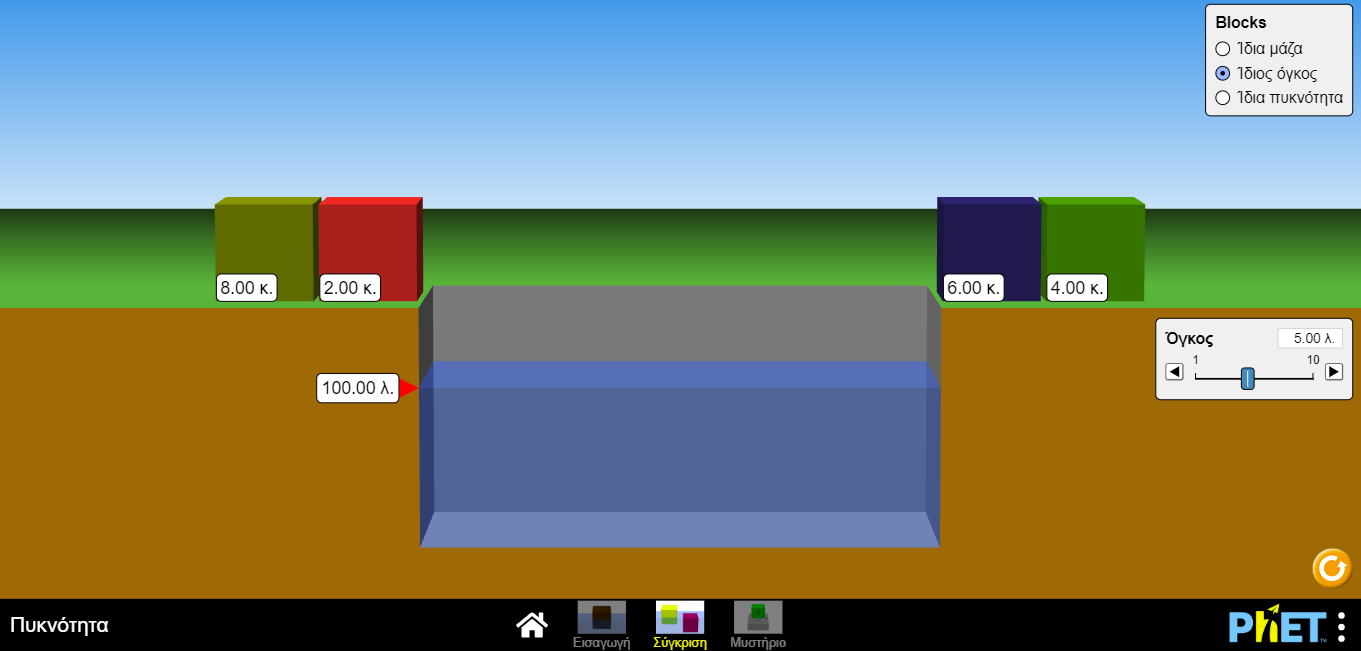 Blocks
Ίδια μάζα
Ίδιος όγκος
Ίδια πυκνότητα
8.00 κ.
2.00 κ.
6.00 κ.
4.00 κ.
Όγκος
5.00 λ.
1
10
100.00 λ.
Πυκνότητα
Εισαγωγή
Σύγκριση
Μυστήριο
PhET